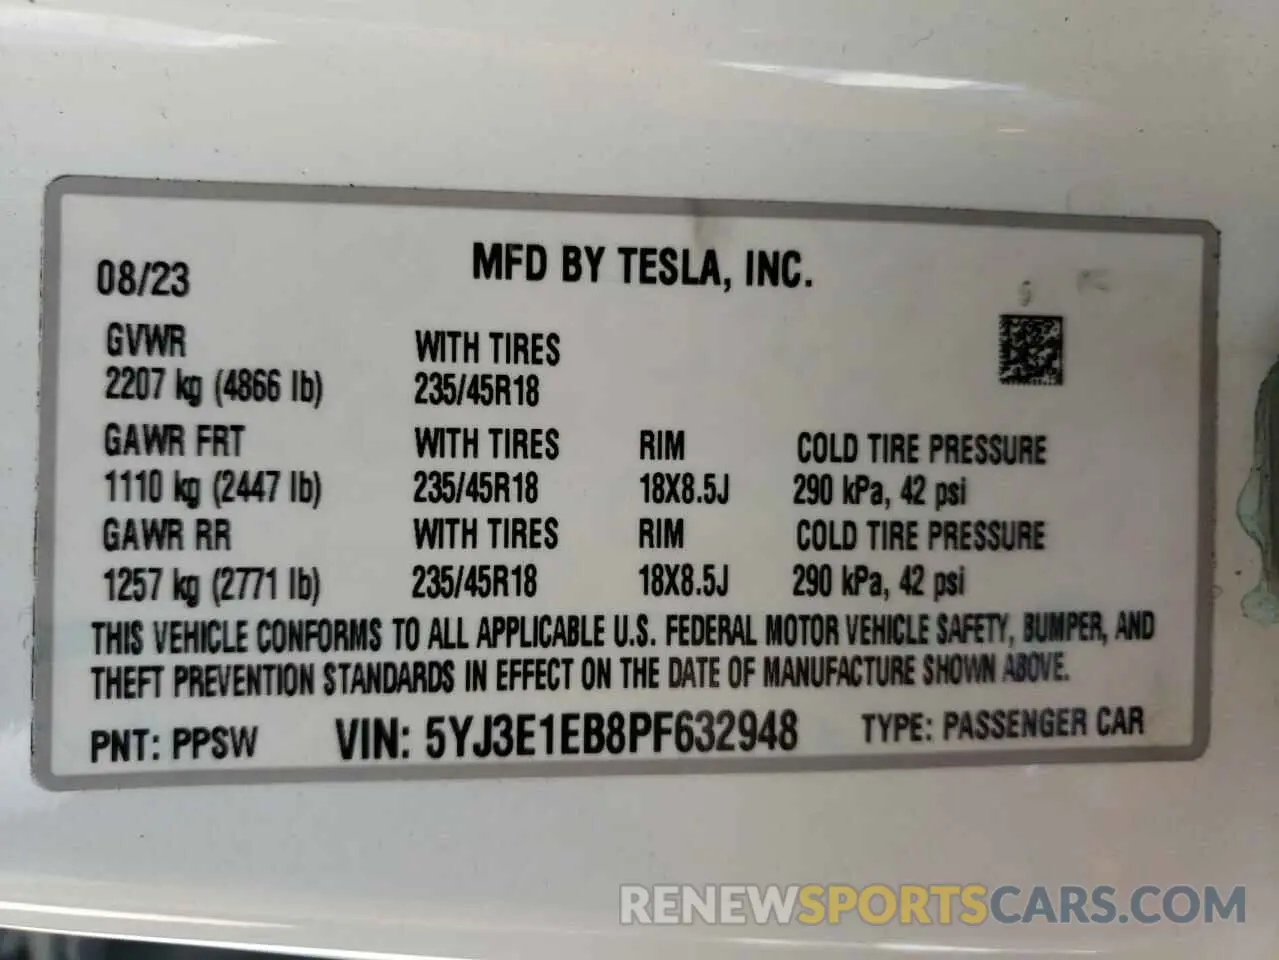 08/23
MFD BY TESLA, INC.
GVWR WITH TIRES
2207 kg (4866 lb) 235/45R18
GAWR FRT WITH TIRES RIM COLD TIRE PRESSURE
1110 kg (2447 lb) 235/45R18 18X8.5J 290 kPa, 42 psi
GAWR RR WITH TIRES RIM COLD TIRE PRESSURE
1257 kg (2771 lb) 235/45R18 18X8.5J 290 kPa, 42 psi
THIS VEHICLE CONFORMS TO ALL APPLICABLE U.S. FEDERAL MOTOR VEHICLE SAFETY, BUMPER, AND
THEFT PREVENTION STANDARDS IN EFFECT ON THE DATE OF MANUFACTURE SHOWN ABOVE.
PNT: PPSW VIN: 5YJ3E1EB8PF632948 TYPE: PASSENGER CAR
RENEWSPORTSCARS.COM